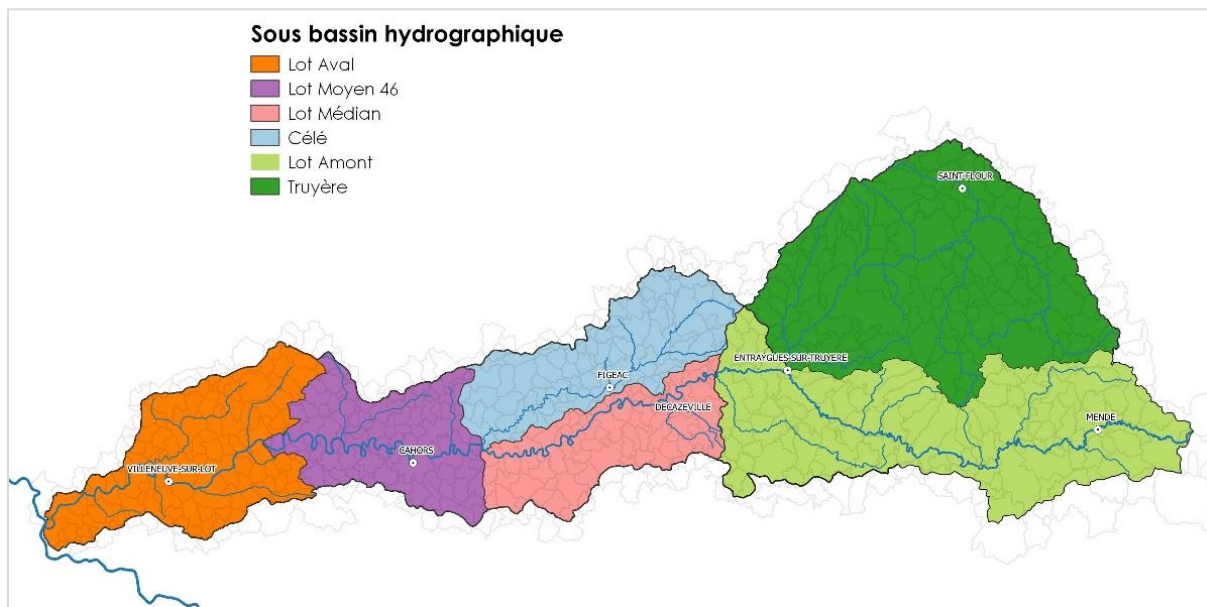 Sous bassin hydrographique
Lot Aval
Lot Moyen 46
Lot Médian
Célé
Lot Amont
Truyère
SAINT-FLOUR
ENTRAYGUES-SUR-TRUYERE
FIGEAC
DECAZEVILLE
MENDE
CAHORS
VILLENEUVE-SUR-LOT